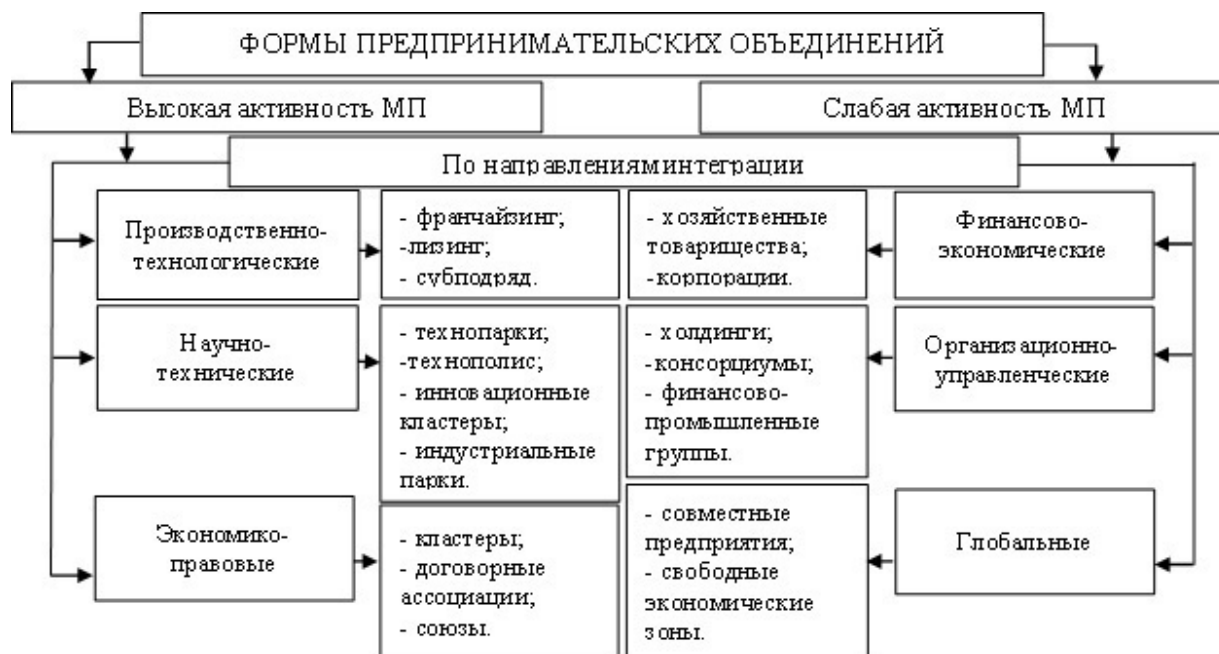 ФОРМЫ ПРЕДПРИНИМАТЕЛЬСКИХ ОБЪЕДИНЕНИЙ
Высокая активность МП
Слабая активность МП
По направлениям интеграции
Производственно-
технологические
- франчайзинг;
-лизинг;
- субподряд.
- хозяйственные
товарищества;
-корпорации.
Финансово-
экономические
Научно-
технические
- технопарки;
-технополис;
- инновационные
кластеры;
- индустриальные
парки.
- холдинги;
-консорциумы;
- финансово-
промышленные
группы.
Организационно-
управленческие
Экономико-
правовые
- кластеры;
- договорные
ассоциации;
- союзы.
- совместные
предприятия;
- свободные
экономические
зоны.
Глобальные